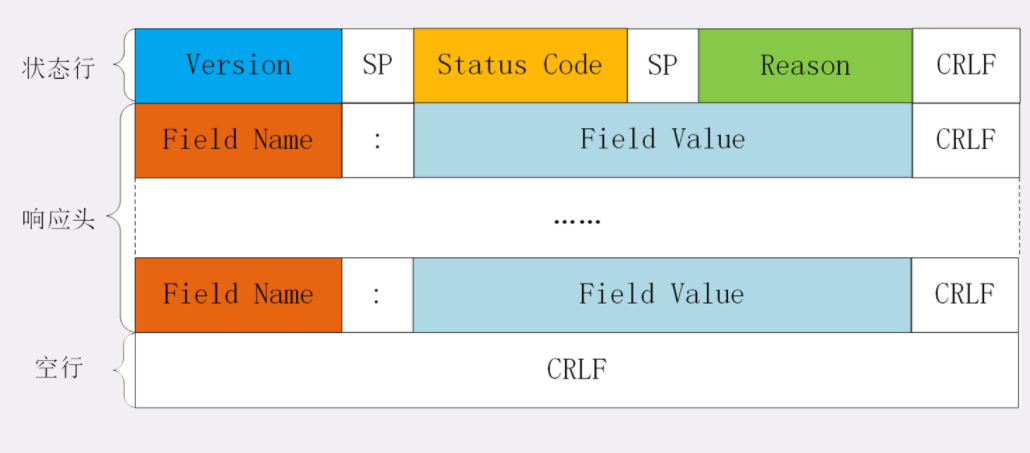 状态行 Version SP Status Code SP Reason CRLF
Field Name : Field Value CRLF
响应头 ......
Field Name : Field Value CRLF
空行 CRLF